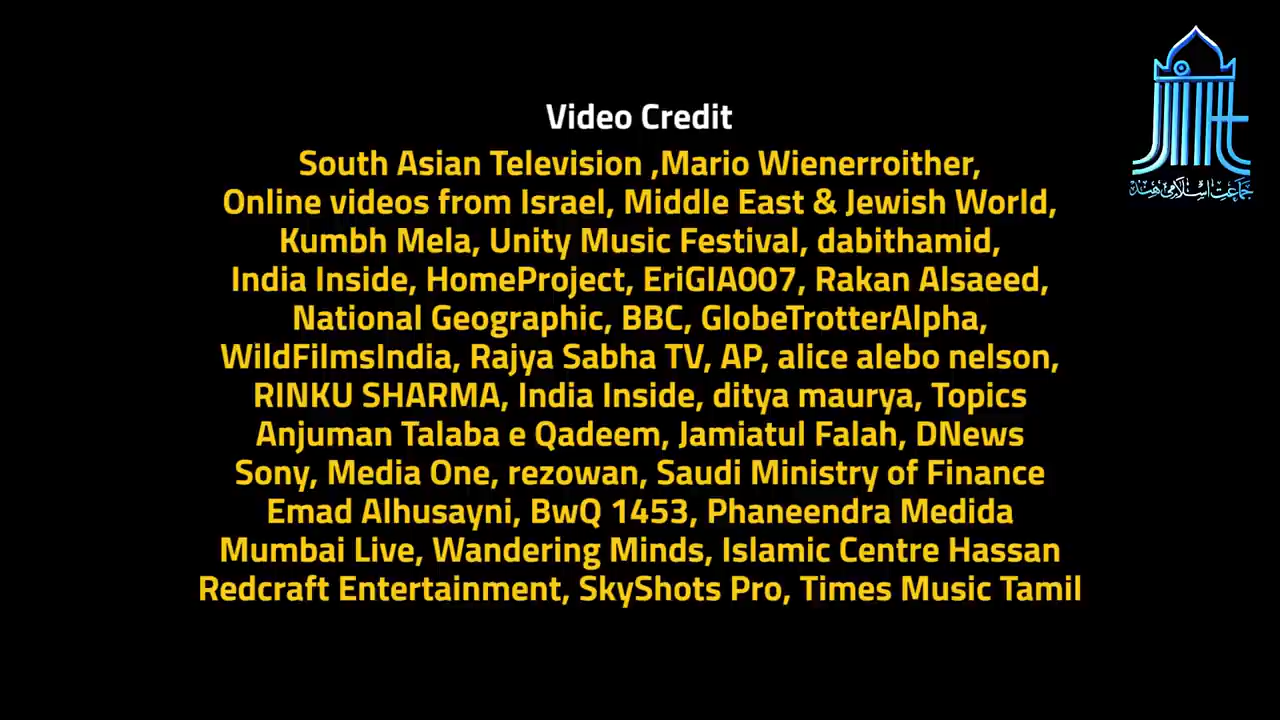 Video Credit
South Asian Television ,Mario Wienerroither,
Online videos from Israel, Middle East & Jewish World,
Kumbh Mela, Unity Music Festival, dabithamid,
India Inside, HomeProject, EriGIA007, Rakan Alsaeed,
National Geographic, BBC, GlobeTrotterAlpha,
WildFilmsIndia, Rajya Sabha TV, AP, alice alebo nelson,
RINKU SHARMA, India Inside, ditya maurya, Topics
Anjuman Talaba e Qadeem, Jamiatul Falah, DNews
Sony, Media One, rezowan, Saudi Ministry of Finance
Emad Alhusayni, BwQ 1453, Phaneendra Medida
Mumbai Live, Wandering Minds, Islamic Centre Hassan
Redcraft Entertainment, SkyShots Pro, Times Music Tamil
جماعت اسلامی ہند